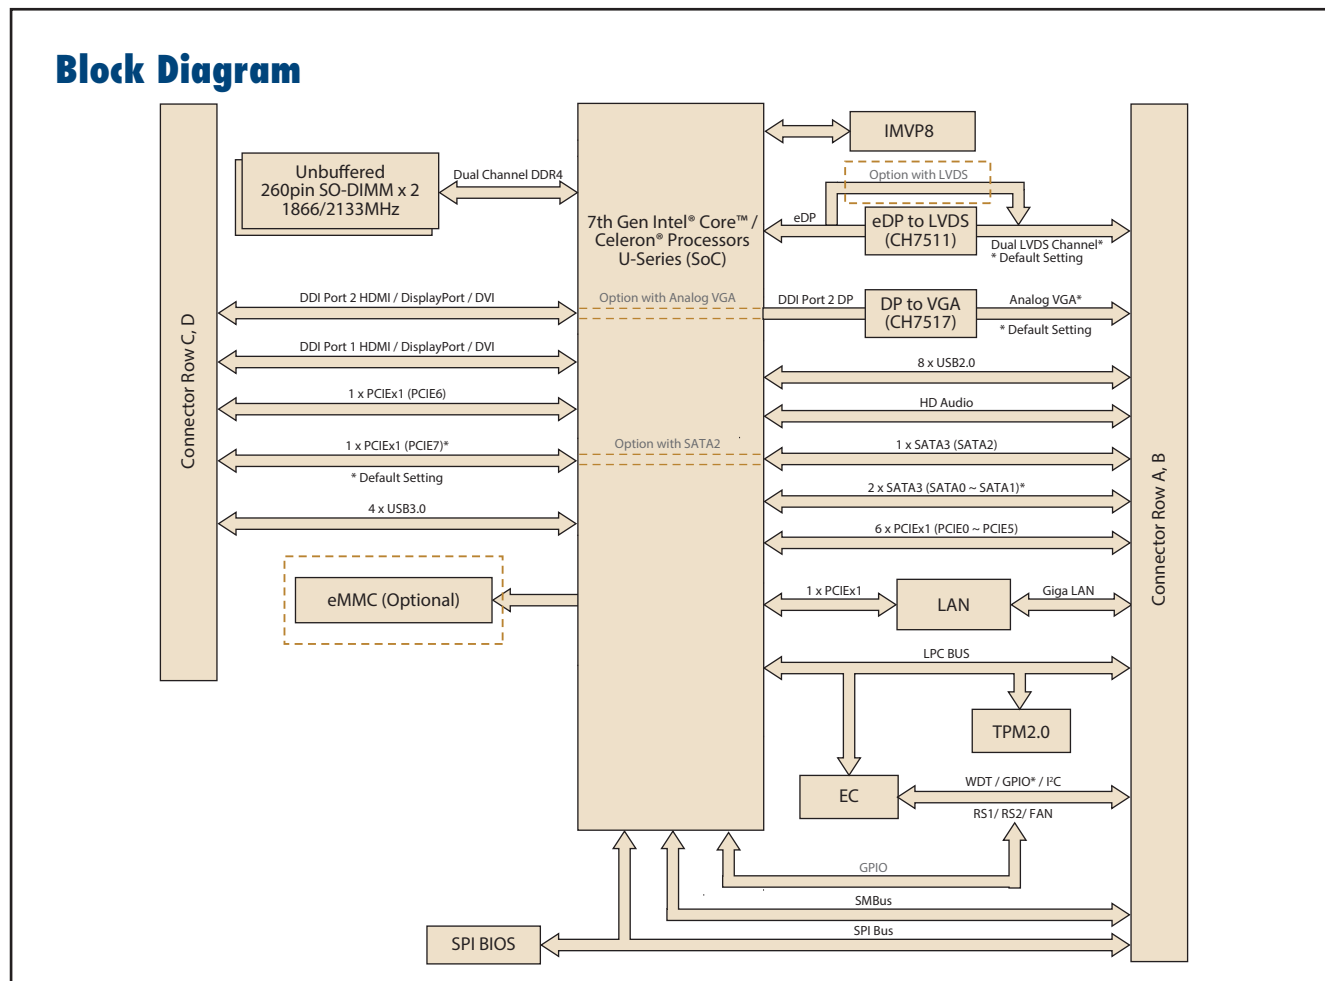 Block Diagram
Connector Row C, D
Unbuffered
260pin SO-DIMM x 2
1866/2133MHz
Dual Channel DDR4
DDI Port 2 HDMI / DisplayPort / DVI
DDI Port 1 HDMI / DisplayPort / DVI
1 x PCIEx1 (PCIE6)
1 x PCIEx1 (PCIE7)*
* Default Setting
4 x USB3.0
eMMC (Optional)
7th Gen Intel® Core™ /
Celeron® Processors
U-Series (SoC)
Option with Analog VGA
Option with SATA2
IMVP8
Option with LVDS
eDP
eDP to LVDS
(CH7511)
Dual LVDS Channel*
* Default Setting
DDI Port 2 DP
DP to VGA
(CH7517)
Analog VGA*
* Default Setting
8 x USB2.0
HD Audio
1 x SATA3 (SATA2)
2 x SATA3 (SATA0 ~ SATA1)*
6 x PCIEx1 (PCIE0 ~ PCIE5)
1 x PCIEx1
LAN
Giga LAN
LPC BUS
TPM2.0
EC
WDT / GPIO* / I²C
RS1/ RS2/ FAN
GPIO
SMBus
SPI Bus
SPI BIOS
Connector Row A, B